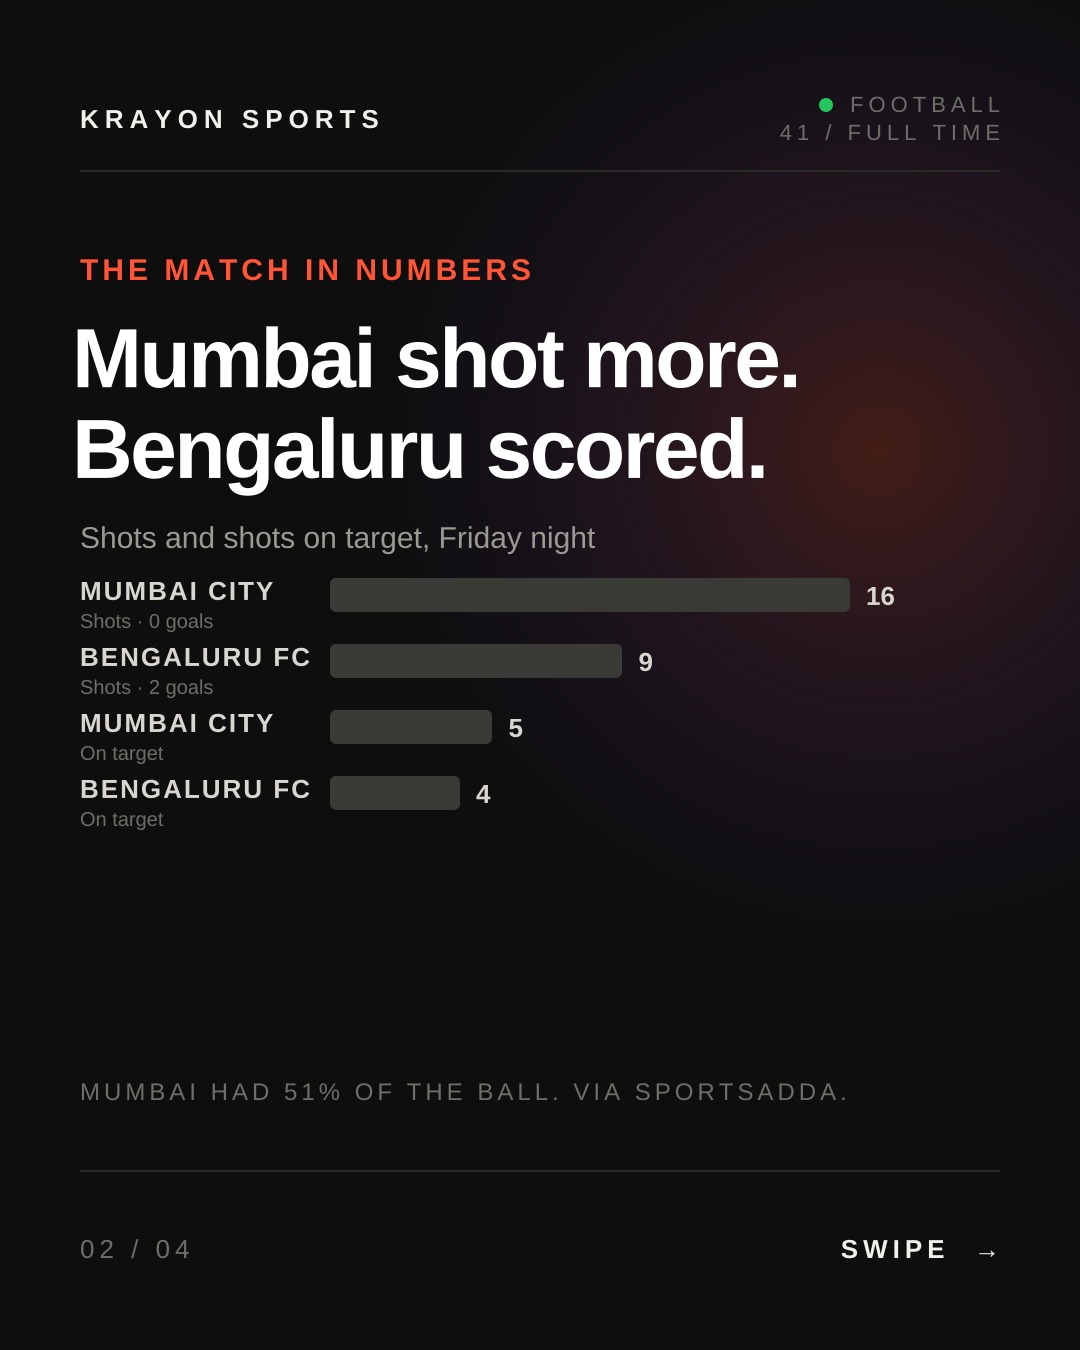 KRAYON SPORTS
FOOTBALL
41 / FULL TIME
THE MATCH IN NUMBERS
Mumbai shot more.
Bengaluru scored.
Shots and shots on target, Friday night
MUMBAI CITY
Shots · 0 goals
16
BENGALURU FC
Shots · 2 goals
9
MUMBAI CITY
On target
5
BENGALURU FC
On target
4
MUMBAI HAD 51% OF THE BALL. VIA SPORTSADDA.
02 / 04
SWIPE →